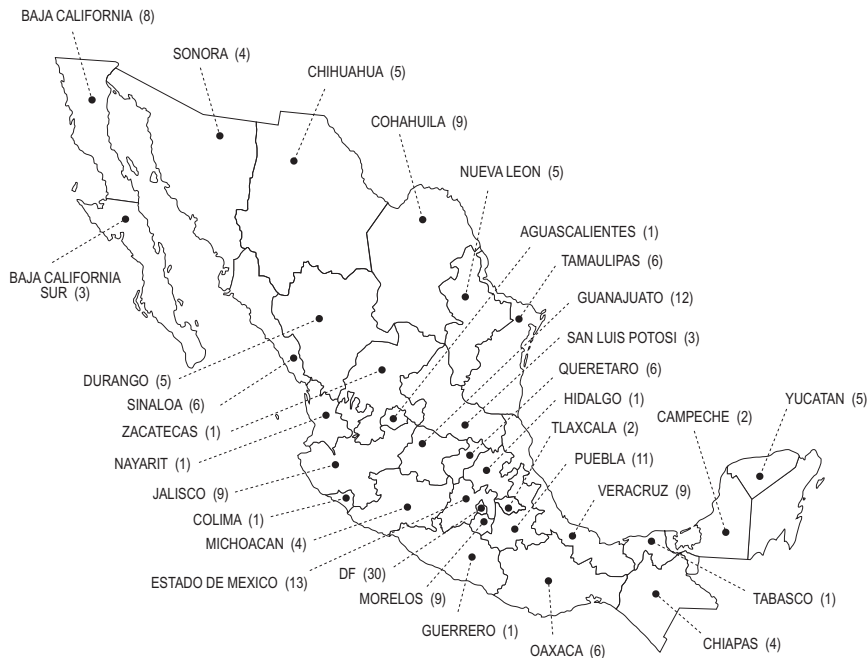 BAJA CALIFORNIA (8)
SONORA (4)
CHIHUAHUA (5)
COHAHUILA (9)
NUEVA LEON (5)
AGUASCALIENTES (1)
TAMAULIPAS (6)
GUANAJUATO (12)
SAN LUIS POTOSI (3)
QUERETARO (6)
HIDALGO (1)
TLAXCALA (2)
PUEBLA (11)
VERACRUZ (9)
CAMPECHE (2)
YUCATAN (5)
BAJA CALIFORNIA
SUR (3)
DURANGO (5)
SINALOA (6)
ZACATECAS (1)
NAYARIT (1)
JALISCO (9)
COLIMA (1)
MICHOACAN (4)
ESTADO DE MEXICO (13)
DF (30)
MORELOS (9)
GUERRERO (1)
OAXACA (6)
CHIAPAS (4)
TABASCO (1)